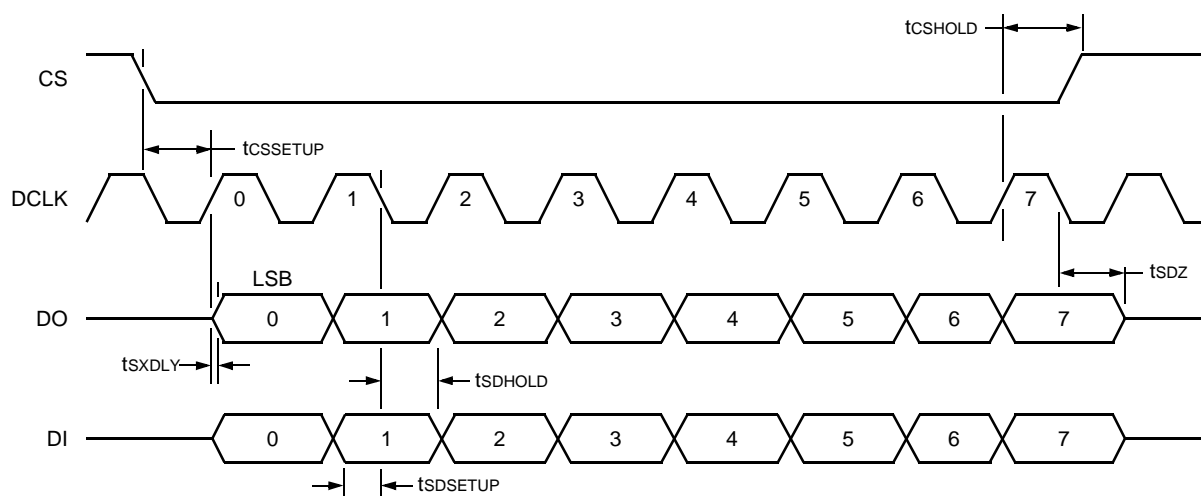 tCSHOLD
CS
tCSSETUP
DCLK 0 1 2 3 4 5 6 7
LSB
tSDZ
DO 0 1 2 3 4 5 6 7
tSXDLY
tSDHOLD
DI 0 1 2 3 4 5 6 7
tSDSETUP